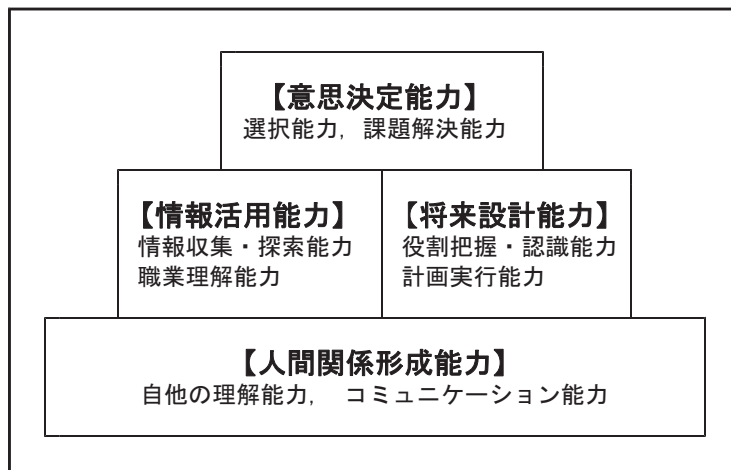 【意思決定能力】
選択能力，課題解決能力
【情報活用能力】
情報収集・探索能力
職業理解能力
【将来設計能力】
役割把握・認識能力
計画実行能力
【人間関係形成能力】
自他の理解能力，　コミュニケーション能力